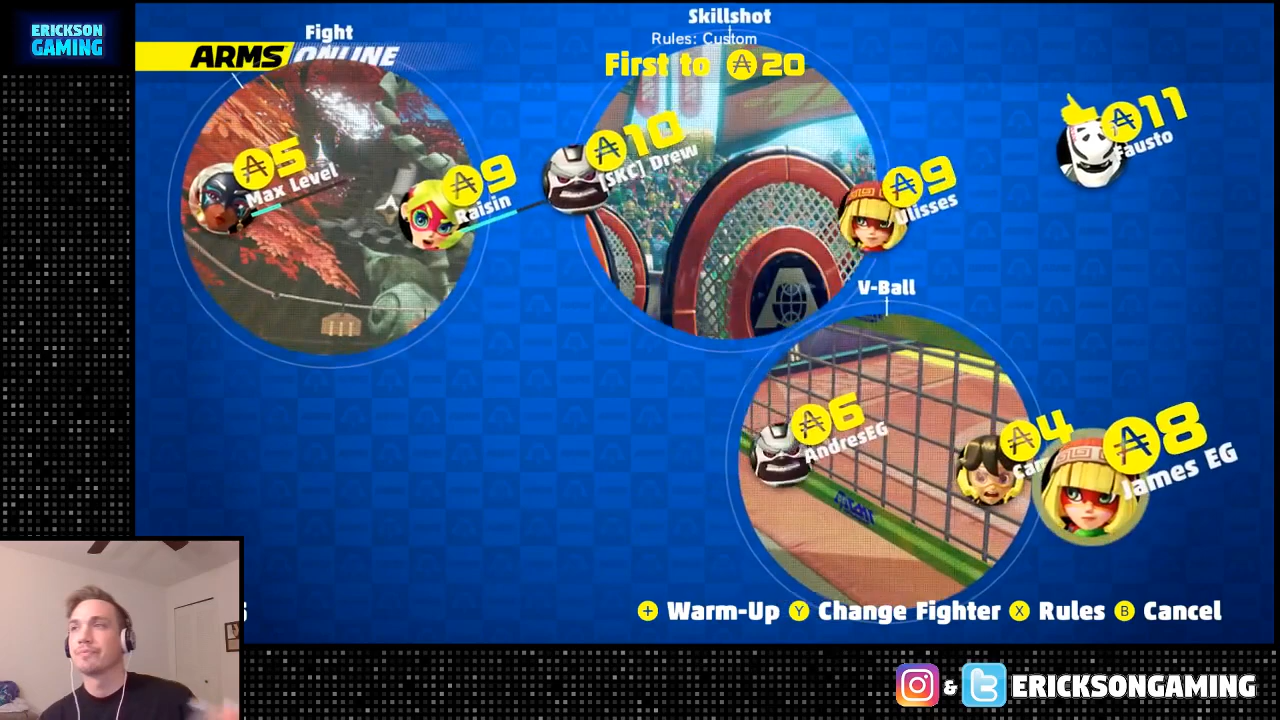 ERICKSON
GAMING
ARMS ONLINE
Fight
Skillshot
Rules: Custom
First to 20
5
Max Level
9
Raisin
10
[SKC] Drew
9
Ulisses
11
Fausto
V-Ball
6
AndresEG
4
8
James EG
+ Warm-Up Y Change Fighter X Rules B Cancel
& ERICKSONGAMING